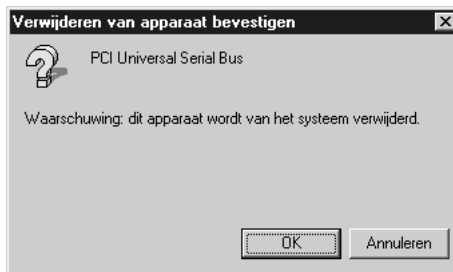 Verwijderen van apparaat bevestigen
PCI Universal Serial Bus
Waarschuwing: dit apparaat wordt van het systeem verwijderd.
OK
Annuleren